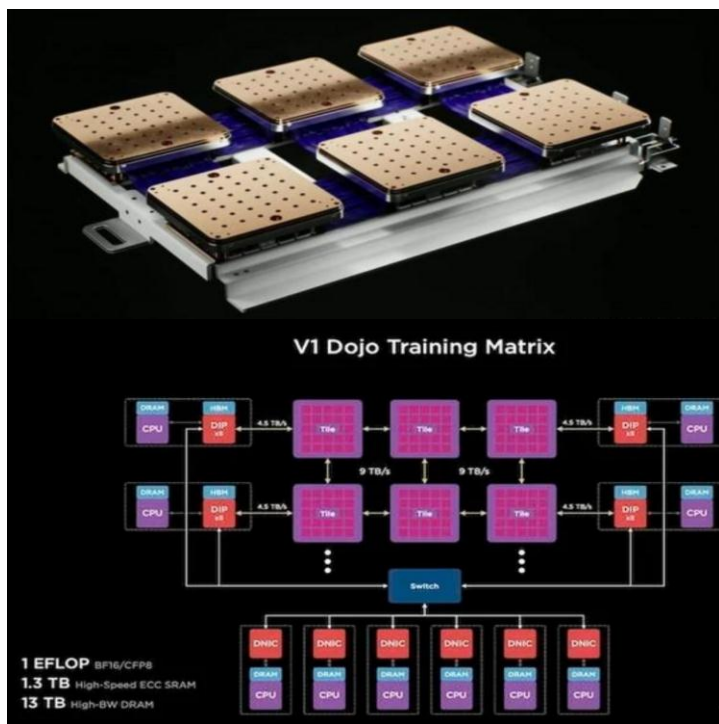 V1 Dojo Training Matrix
DRAM HBM HBM DRAM
CPU DIP 4.5 TB/s Tile Tile Tile 4.5 TB/s DIP CPU
x5 x5
9 TB/s 9 TB/s
DRAM HBM HBM DRAM
CPU DIP 4.5 TB/s Tile Tile Tile 4.5 TB/s DIP CPU
x5 x5
Switch
DNIC DNIC DNIC DNIC DNIC DNIC
DRAM DRAM DRAM DRAM DRAM DRAM
CPU CPU CPU CPU CPU CPU
1 EFLOP BF16/CFP8
1.3 TB High-Speed ECC SRAM
13 TB High-BW DRAM